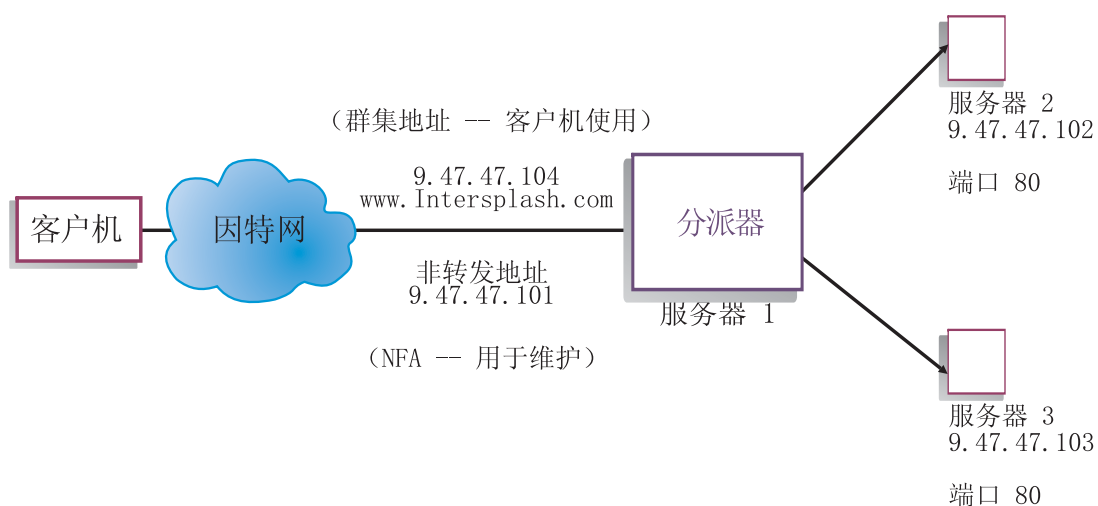 客户机
因特网
（群集地址 -- 客户机使用）
9.47.47.104
www.Intersplash.com
非转发地址
9.47.47.101
（NFA -- 用于维护）
分派器
服务器 1
服务器 2
9.47.47.102
端口 80
服务器 3
9.47.47.103
端口 80